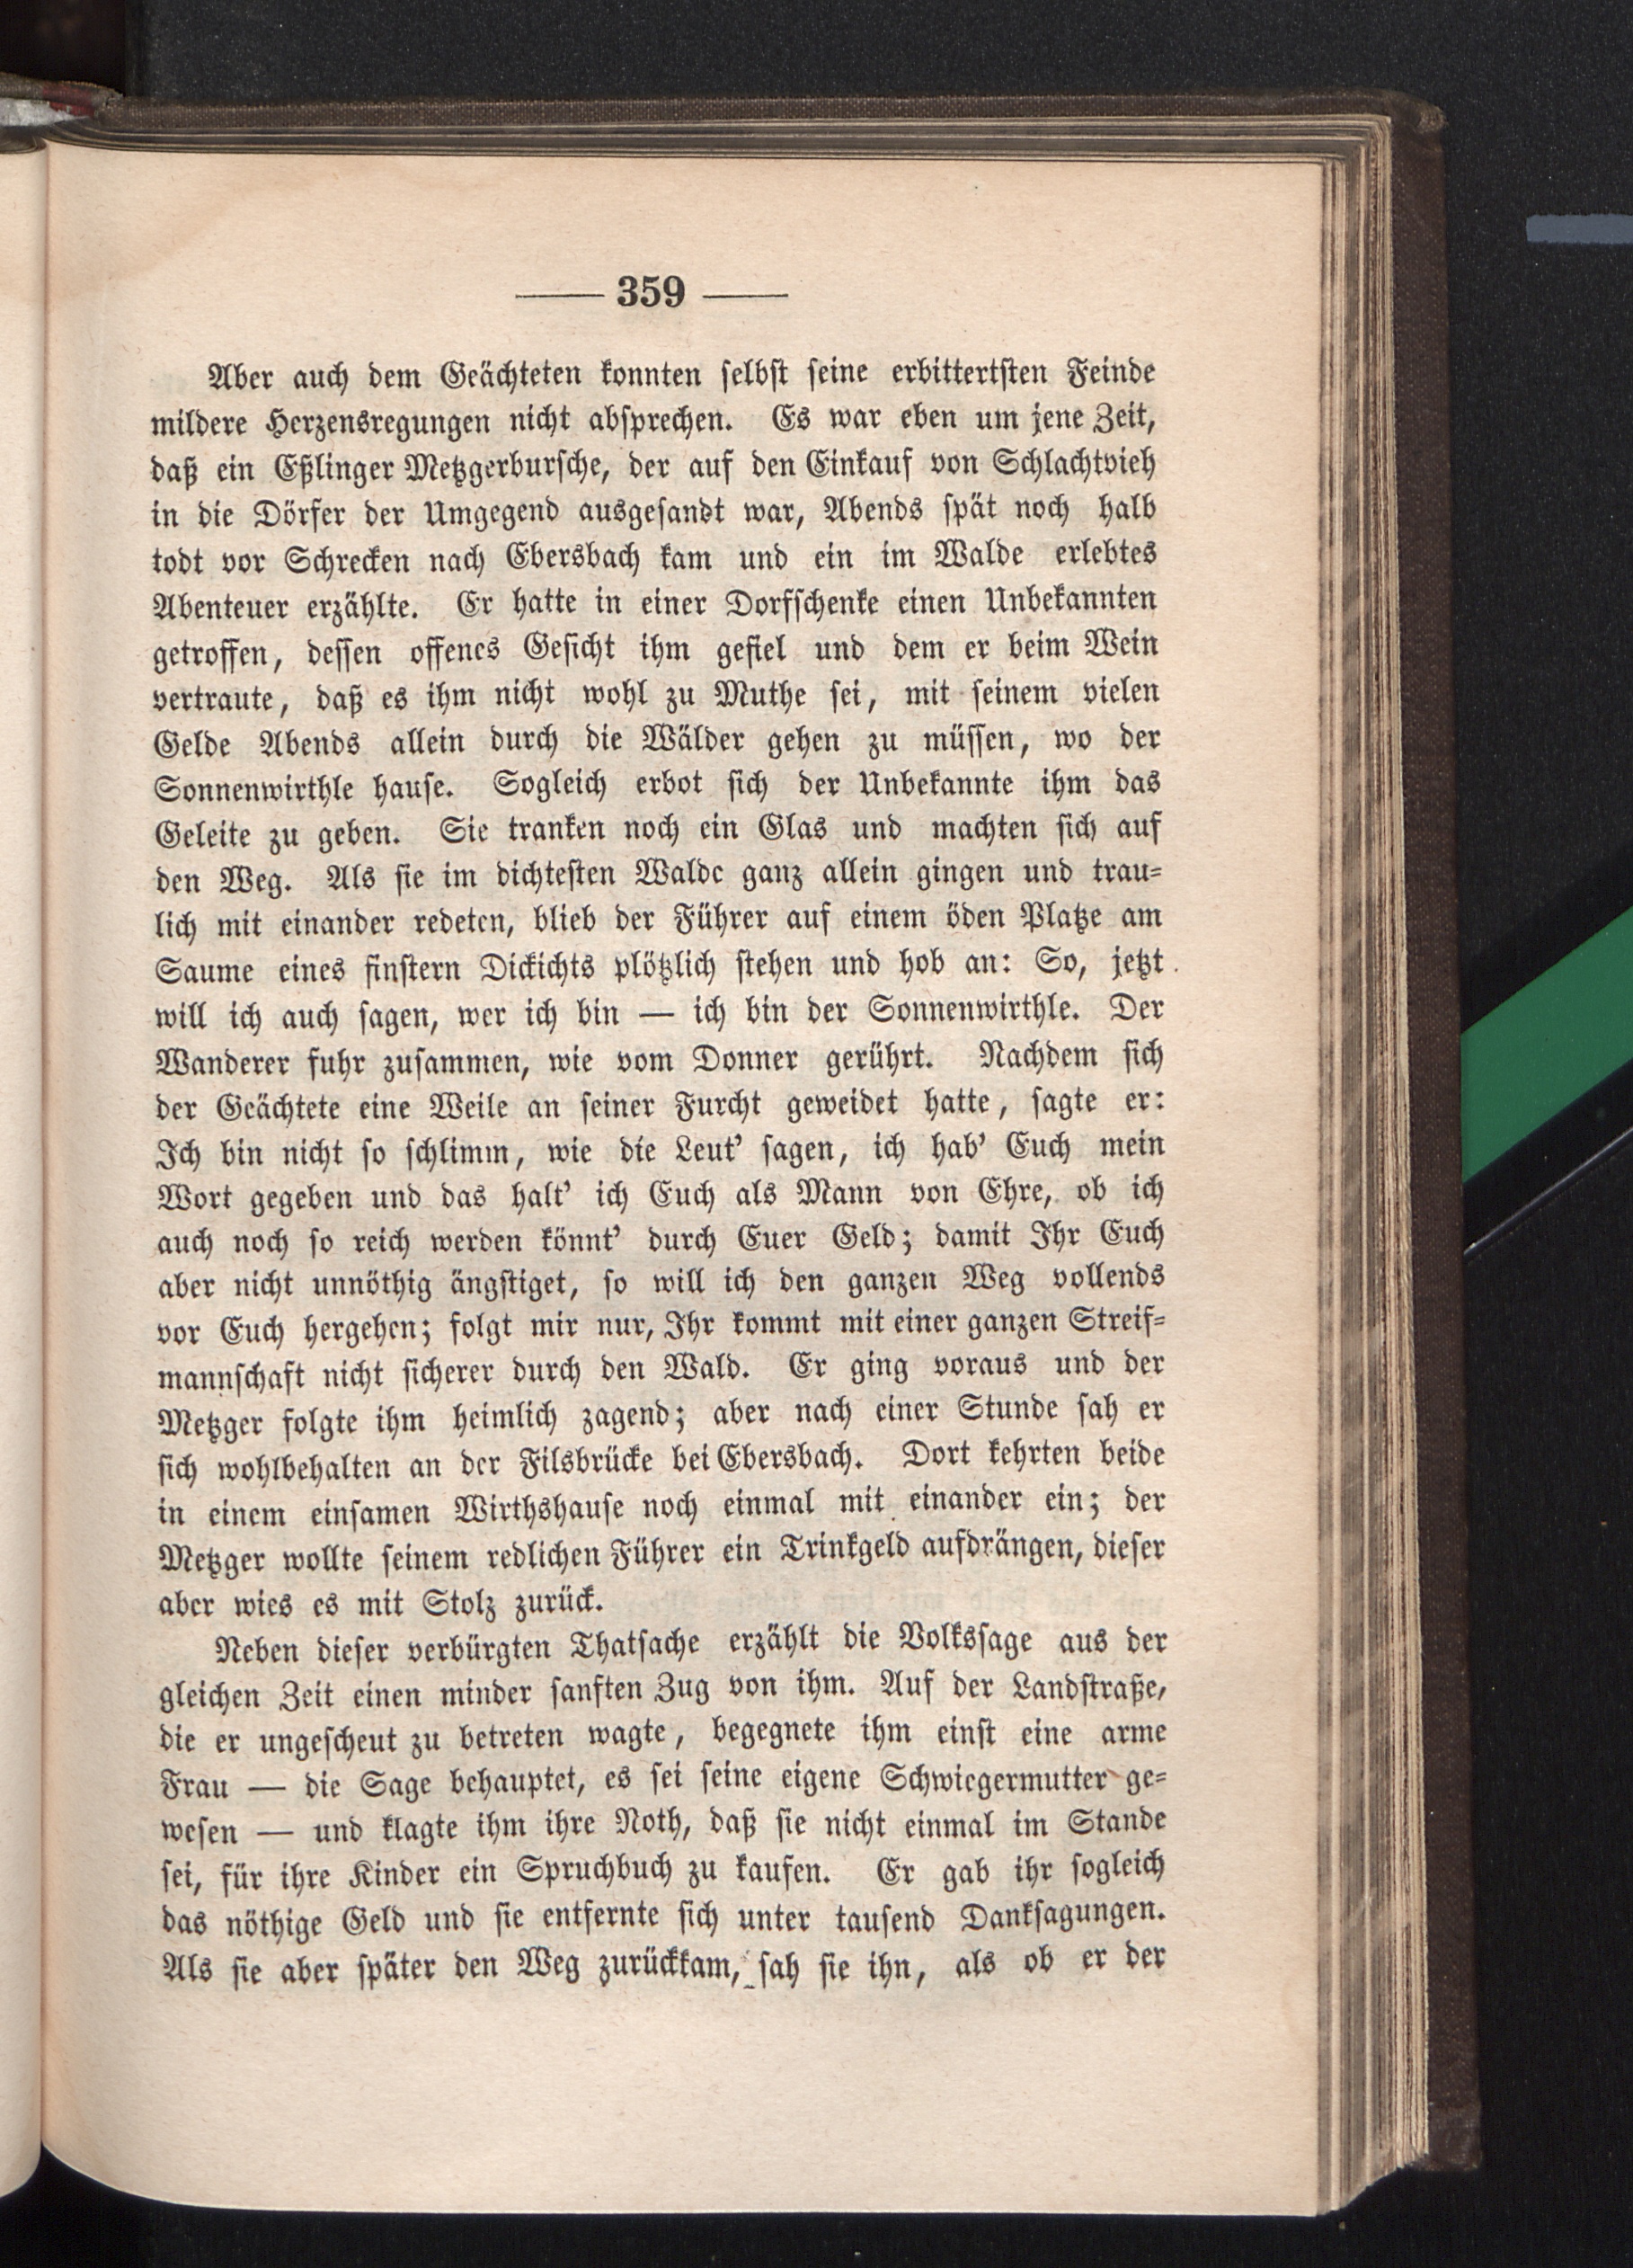 — 359 —
Aber auch dem Geächteten konnten selbst seine erbittertsten Feinde
mildere Herzensregungen nicht absprechen. Es war eben um jene Zeit,
daß ein Eßlinger Metzgerbursche, der auf den Einkauf von Schlachtvieh
in die Dörfer der Umgegend ausgesandt war, Abends spät noch halb
todt vor Schrecken nach Ebersbach kam und ein im Walde erlebtes
Abenteuer erzählte. Er hatte in einer Dorfschenke einen Unbekannten
getroffen, dessen offenes Gesicht ihm gefiel und dem er beim Wein
vertraute, daß es ihm nicht wohl zu Muthe sei, mit seinem vielen
Gelde Abends allein durch die Wälder gehen zu müssen, wo der
Sonnenwirthle hause. Sogleich erbot sich der Unbekannte ihm das
Geleite zu geben. Sie tranken noch ein Glas und machten sich auf
den Weg. Als sie im dichtesten Walde ganz allein gingen und trau-
lich mit einander redeten, blieb der Führer auf einem öden Platze am
Saume eines finstern Dickichts plötzlich stehen und hob an: So, jetzt
will ich auch sagen, wer ich bin — ich bin der Sonnenwirthle. Der
Wanderer fuhr zusammen, wie vom Donner gerührt. Nachdem sich
der Geächtete eine Weile an seiner Furcht geweidet hatte, sagte er:
Ich bin nicht so schlimm, wie die Leut' sagen, ich hab' Euch mein
Wort gegeben und das halt' ich Euch als Mann von Ehre, ob ich
auch noch so reich werden könnt' durch Euer Geld; damit Ihr Euch
aber nicht unnöthig ängstiget, so will ich den ganzen Weg vollends
vor Euch hergehen; folgt mir nur, Ihr kommt mit einer ganzen Streif-
mannschaft nicht sicherer durch den Wald. Er ging voraus und der
Metzger folgte ihm heimlich zagend; aber nach einer Stunde sah er
sich wohlbehalten an der Filsbrücke bei Ebersbach. Dort kehrten beide
in einem einsamen Wirthshause noch einmal mit einander ein; der
Metzger wollte seinem redlichen Führer ein Trinkgeld aufdrängen, dieser
aber wies es mit Stolz zurück.
Neben dieser verbürgten Thatsache erzählt die Volkssage aus der
gleichen Zeit einen minder sanften Zug von ihm. Auf der Landstraße,
die er ungescheut zu betreten wagte, begegnete ihm einst eine arme
Frau — die Sage behauptet, es sei seine eigene Schwiegermutter ge-
wesen — und klagte ihm ihre Noth, daß sie nicht einmal im Stande
sei, für ihre Kinder ein Spruchbuch zu kaufen. Er gab ihr sogleich
das nöthige Geld und sie entfernte sich unter tausend Danksagungen.
Als sie aber später den Weg zurückkam, sah sie ihn, als ob er der